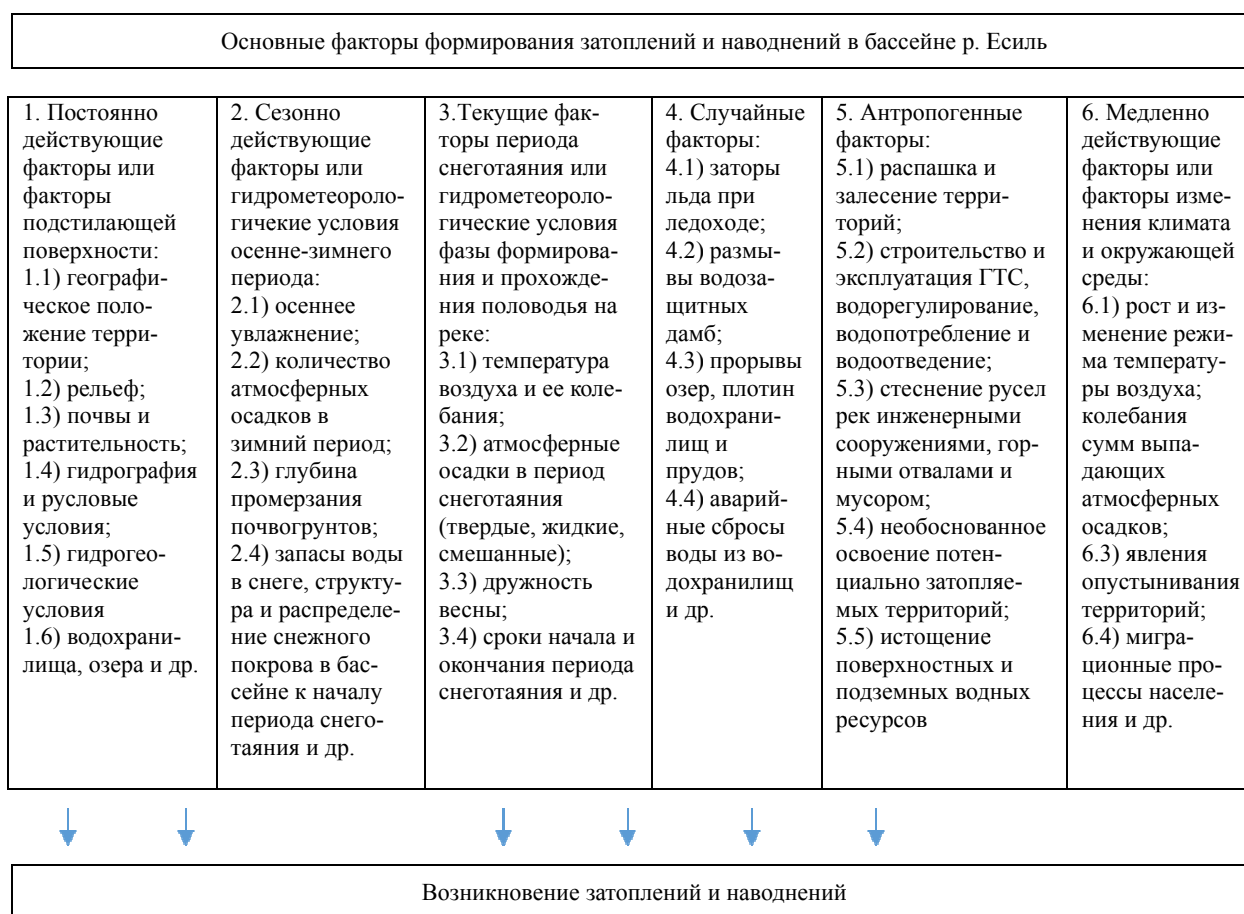 Основные факторы формирования затоплений и наводнений в бассейне р. Есиль
1. Постоянно
действующие
факторы или
факторы
подстилающей
поверхности:
1.1) географи-
ческое поло-
жение терри-
тории;
1.2) рельеф;
1.3) почвы и
растительность;
1.4) гидрография
и русловые
условия;
1.5) гидрогео-
логические
условия
1.6) водохрани-
лища, озера и др.
2. Сезонно
действующие
факторы или
гидрометеороло-
гичекие условия
осенне-зимнего
периода:
2.1) осеннее
увлажнение;
2.2) количество
атмосферных
осадков в
зимний период;
2.3) глубина
промерзания
почвогрунтов;
2.4) запасы воды
в снеге, структу-
ра и распределе-
ние снежного
покрова в бас-
сейне к началу
периода снего-
таяния и др.
3.Текущие фак-
торы периода
снеготаяния или
гидрометеороло-
гические условия
фазы формирова-
ния и прохожде-
ния половодья на
реке:
3.1) температура
воздуха и ее коле-
бания;
3.2) атмосферные
осадки в период
снеготаяния
(твердые, жидкие,
смешанные);
3.3) дружность
весны;
3.4) сроки начала и
окончания периода
снеготаяния и др.
4. Случайные
факторы:
4.1) заторы
льда при
ледоходе;
4.2) размы-
вы водоза-
щитных
дамб;
4.3) прорывы
озер, плотин
водохрани-
лищ и
прудов;
4.4) аварий-
ные сбросы
воды из во-
дохранилищ
и др.
5. Антропогенные
факторы:
5.1) распашка и
залесение терри-
торий;
5.2) строительство и
эксплуатация ГТС,
водорегулирование,
водопотребление и
водоотведение;
5.3) стеснение русел
рек инженерными
сооружениями, гор-
ными отвалами и
мусором;
5.4) необоснованное
освоение потен-
циально затопляе-
мых территорий;
5.5) истощение
поверхностных и
подземных водных
ресурсов
6. Медленно
действующие
факторы или
факторы изме-
нения климата
и окружающей
среды:
6.1) рост и из-
менение режи-
ма температу-
ры воздуха;
колебания
сумм выпа-
дающих
атмосферных
осадков;
6.3) явления
опустынивания
территорий;
6.4) мигра-
ционные про-
цессы населе-
ния и др.
Возникновение затоплений и наводнений